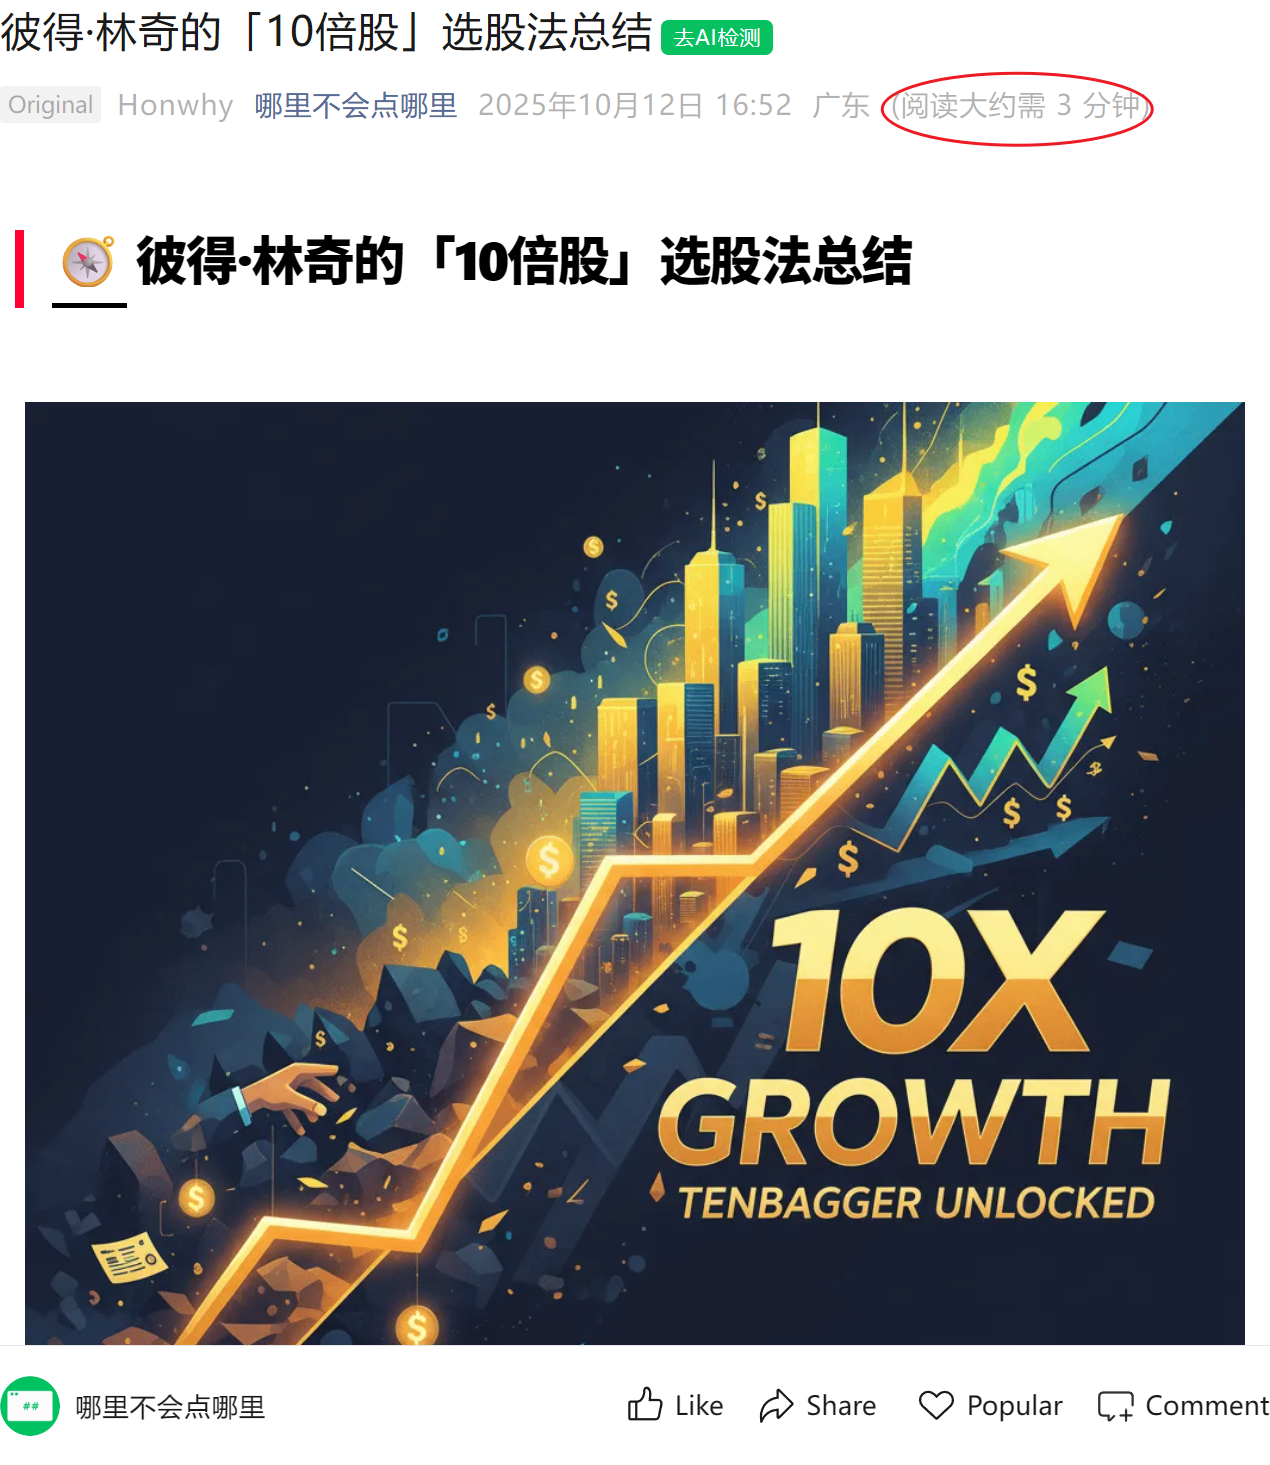 彼得·林奇的「10倍股」选股法总结 去AI检测
Original Honwhy 哪里不会点哪里 2025年10月12日 16:52 广东 (阅读大约需 3 分钟)
彼得·林奇的「10倍股」选股法总结
10X
GROWTH
TENBAGGER UNLOCKED
## 哪里不会点哪里 Like Share Popular Comment